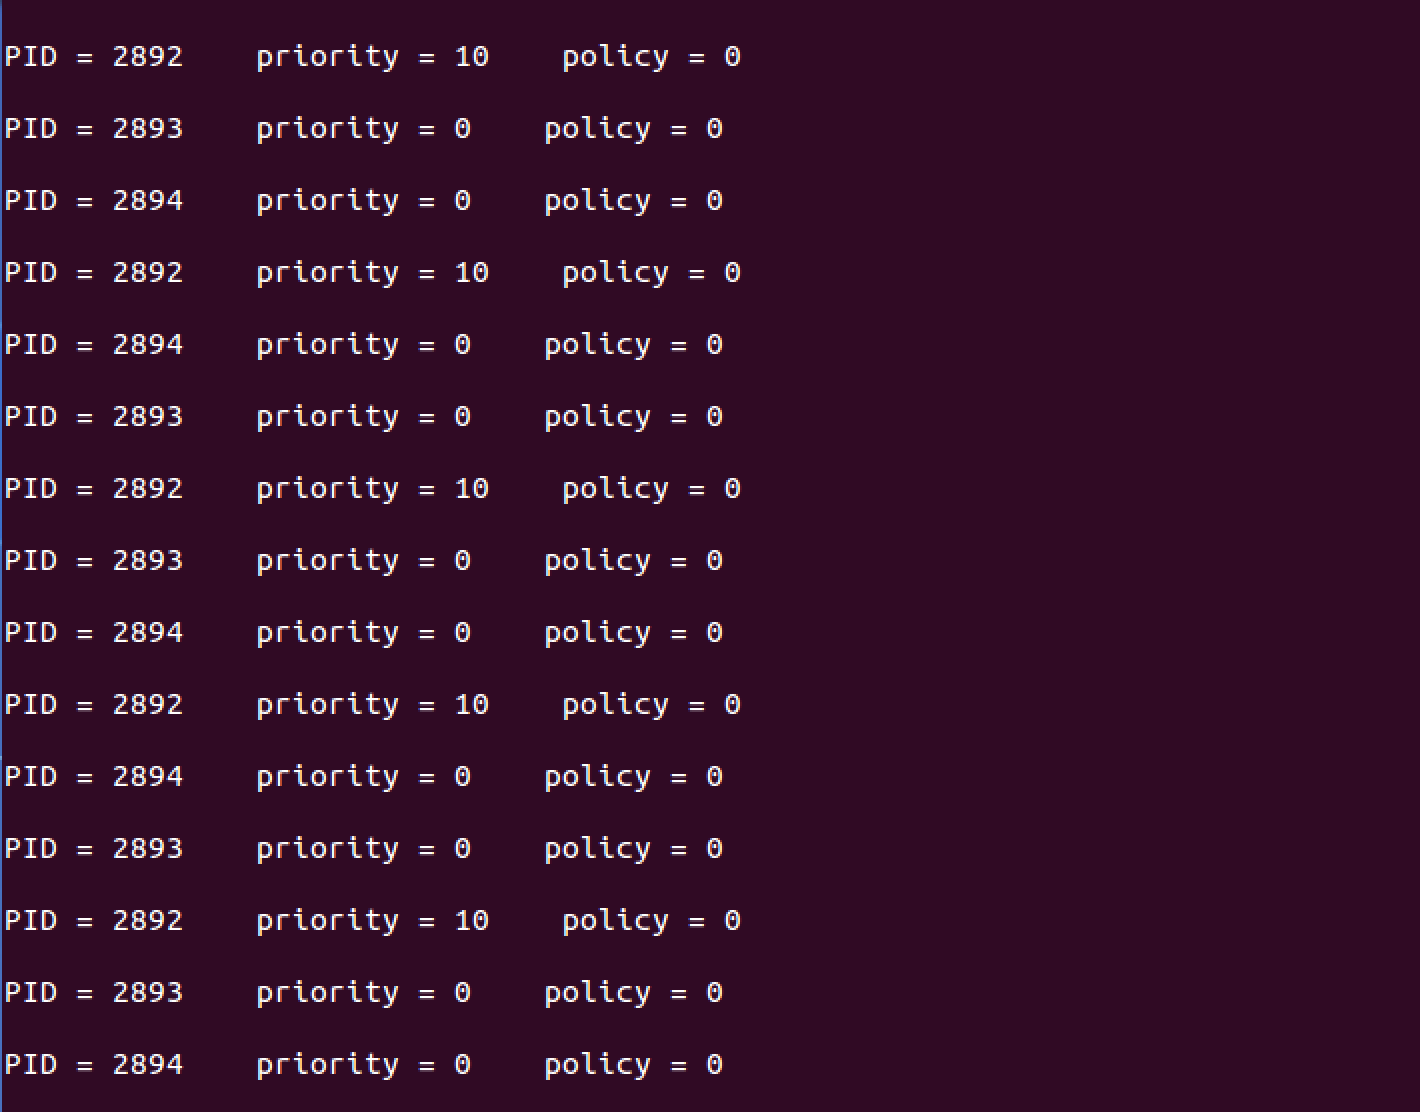 PID = 2892    priority = 10    policy = 0
PID = 2893    priority = 0    policy = 0
PID = 2894    priority = 0    policy = 0
PID = 2892    priority = 10    policy = 0
PID = 2894    priority = 0    policy = 0
PID = 2893    priority = 0    policy = 0
PID = 2892    priority = 10    policy = 0
PID = 2893    priority = 0    policy = 0
PID = 2894    priority = 0    policy = 0
PID = 2892    priority = 10    policy = 0
PID = 2894    priority = 0    policy = 0
PID = 2893    priority = 0    policy = 0
PID = 2892    priority = 10    policy = 0
PID = 2893    priority = 0    policy = 0
PID = 2894    priority = 0    policy = 0